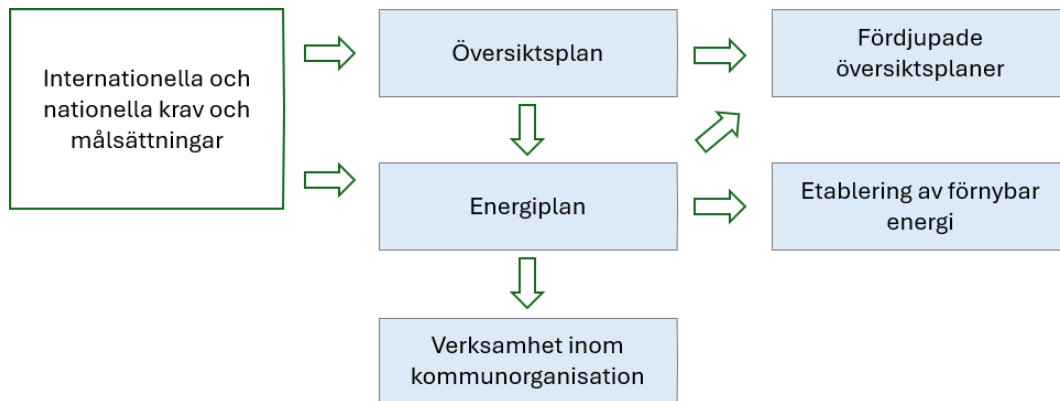 Internationella och
nationella krav och
målsättningar
Översiktsplan
Fördjupade
översiktsplaner
Energiplan
Etablering av förnybar
energi
Verksamhet inom
kommunorganisation